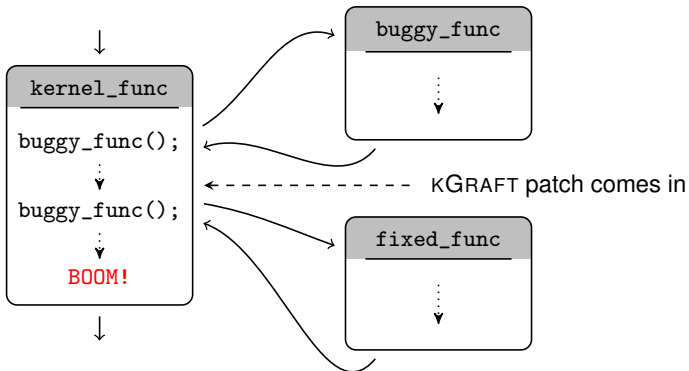 kernel_func
buggy_func();
buggy_func();
BOOM!
buggy_func
KGRAFT patch comes in
fixed_func